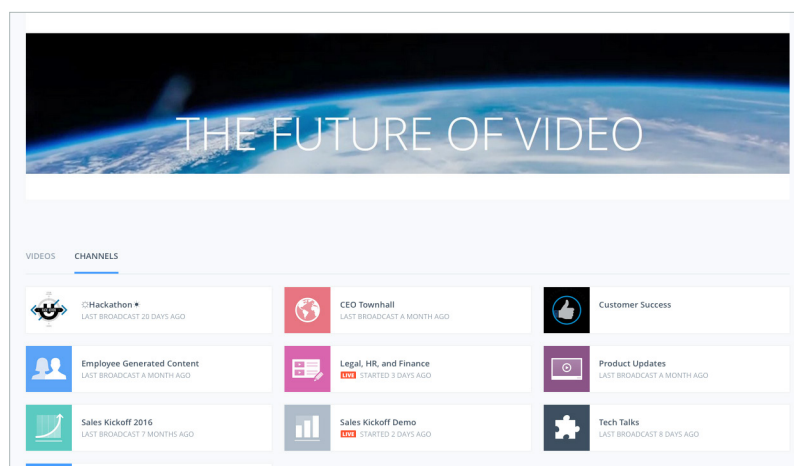 THE FUTURE OF VIDEO
VIDEOS CHANNELS
Hackathon
LAST BROADCAST 20 DAYS AGO
CEO Townhall
LAST BROADCAST A MONTH AGO
Customer Success
Employee Generated Content
LAST BROADCAST A MONTH AGO
Legal, HR, and Finance
LIVE STARTED 3 DAYS AGO
Product Updates
LAST BROADCAST A MONTH AGO
Sales Kickoff 2016
LAST BROADCAST 7 MONTHS AGO
Sales Kickoff Demo
LIVE STARTED 2 DAYS AGO
Tech Talks
LAST BROADCAST 8 DAYS AGO